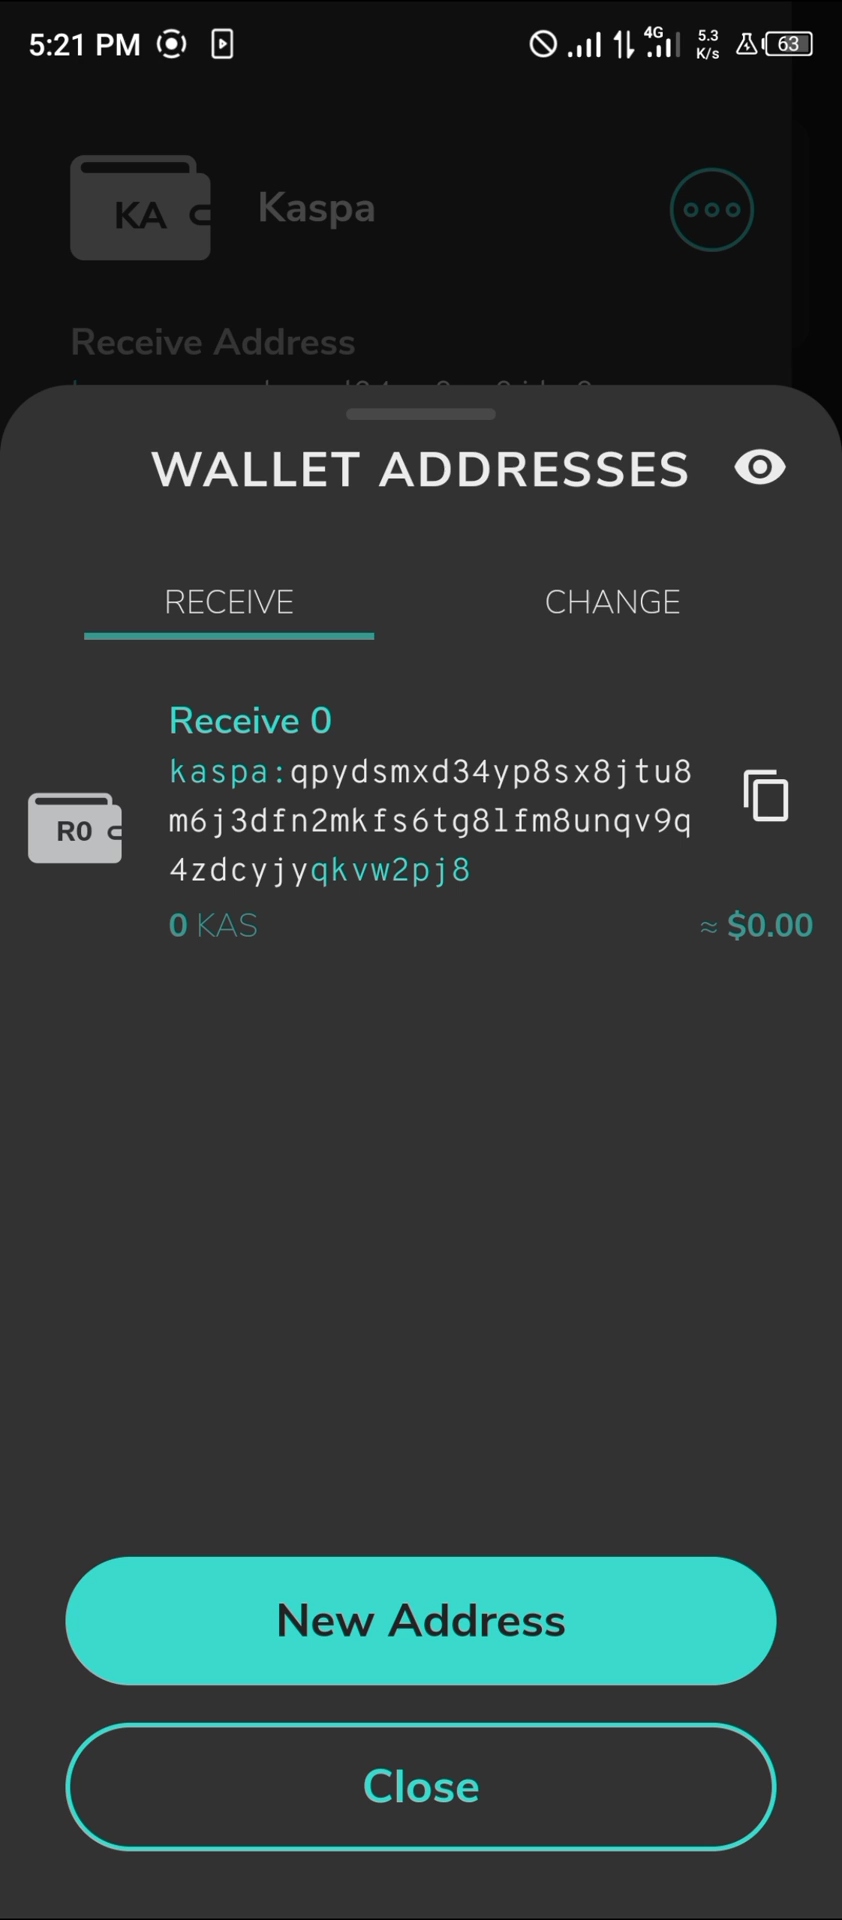 5:21 PM
4G
5.3
K/s
63
KA
Kaspa
Receive Address
WALLET ADDRESSES
RECEIVE
CHANGE
Receive 0
kaspa:qpydsmxd34yp8sx8jtu8
R0
m6j3dfn2mkfs6tg8lfm8unqv9q
4zdcyjyqkvw2pj8
0 KAS
≈ $0.00
New Address
Close